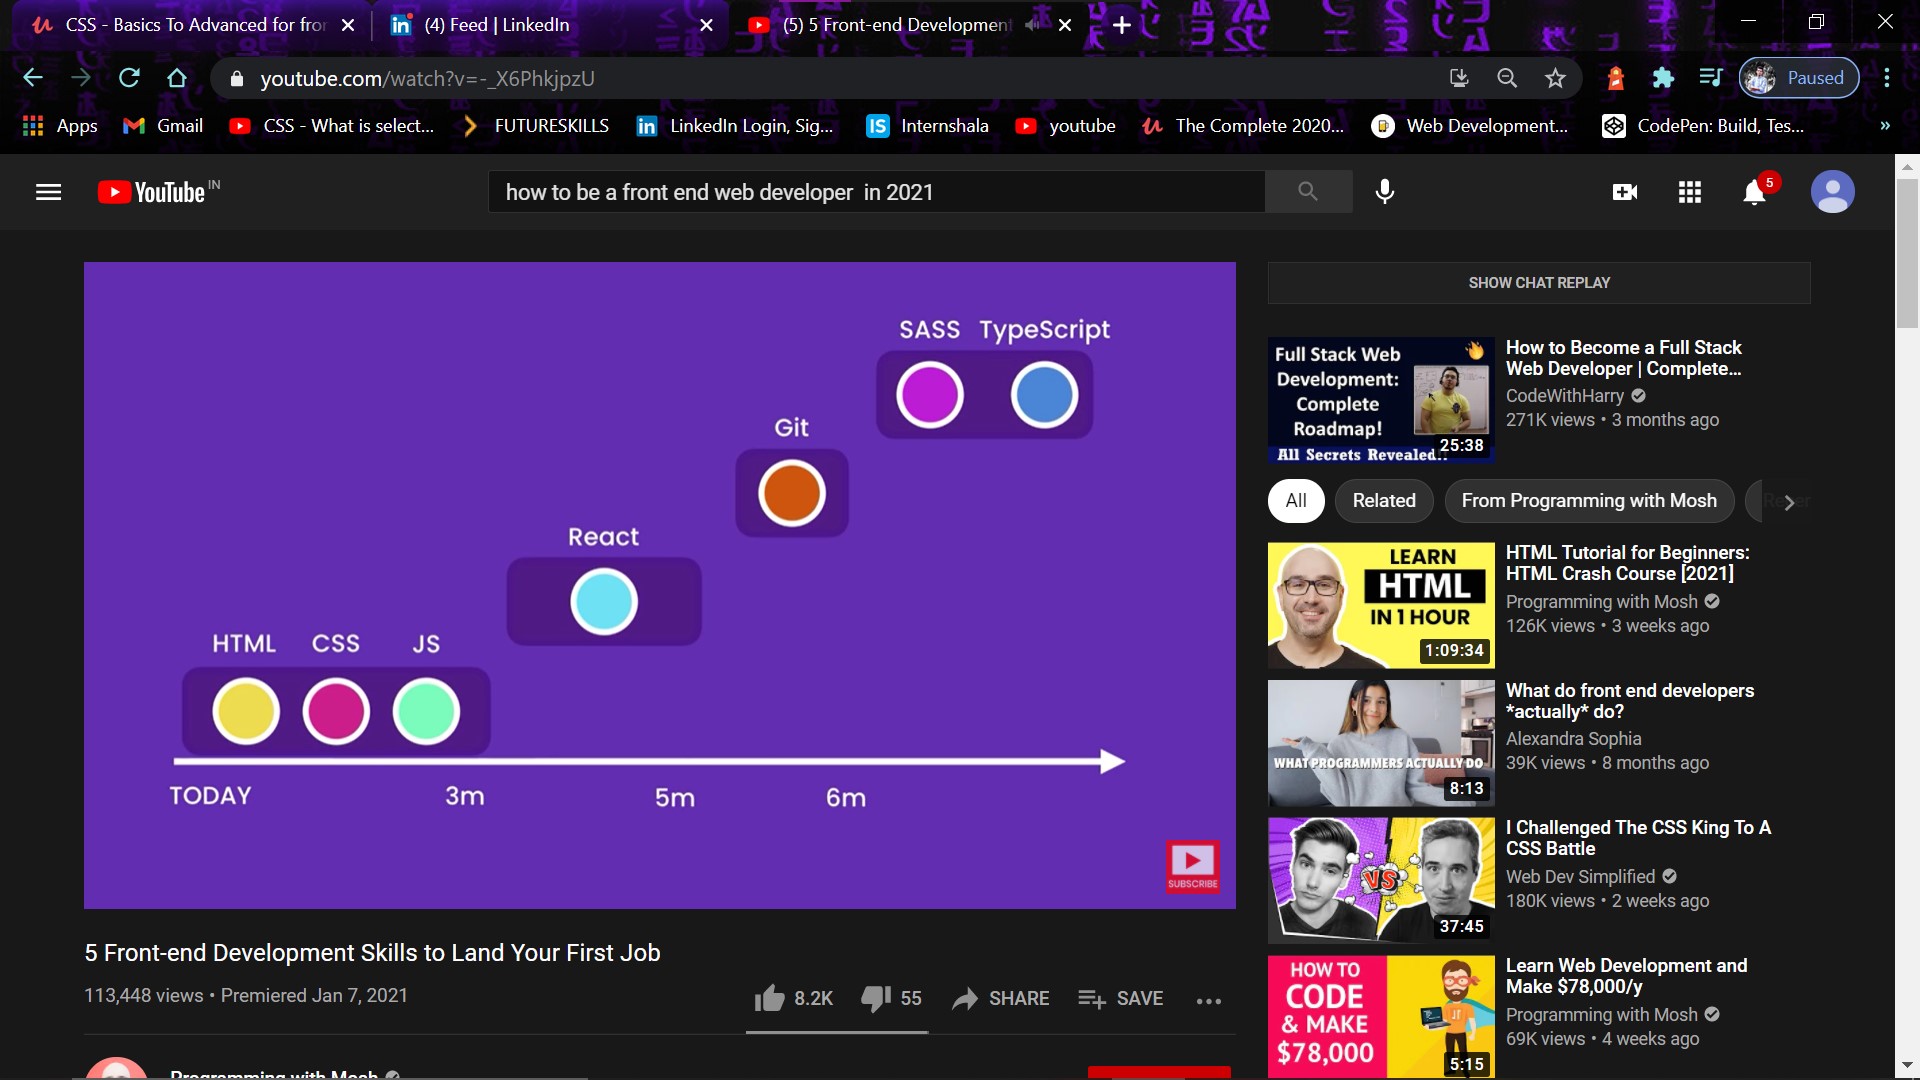 CSS - Basics To Advanced for fron
(4) Feed | LinkedIn
(5) 5 Front-end Development
youtube.com/watch?v=-_X6PhkjpzU
Paused
Apps
Gmail
CSS - What is select...
FUTURESKILLS
LinkedIn Login, Sig...
Internshala
youtube
The Complete 2020...
Web Development...
CodePen: Build, Tes...
»
YouTube IN
how to be a front end web developer in 2021
5
SASS TypeScript
Git
React
HTML CSS JS
TODAY 3m 5m 6m
SUBSCRIBE
5 Front-end Development Skills to Land Your First Job
113,448 views • Premiered Jan 7, 2021
8.2K
55
SHARE
SAVE
Programming with Mosh
SHOW CHAT REPLAY
Full Stack Web
Development:
Complete
Roadmap!
All Secrets Revealed!!
25:38
How to Become a Full Stack
Web Developer | Complete...
CodeWithHarry
271K views • 3 months ago
All
Related
From Programming with Mosh
LEARN
HTML
IN 1 HOUR
1:09:34
HTML Tutorial for Beginners:
HTML Crash Course [2021]
Programming with Mosh
126K views • 3 weeks ago
WHAT PROGRAMMERS ACTUALLY DO
8:13
What do front end developers
*actually* do?
Alexandra Sophia
39K views • 8 months ago
VS
37:45
I Challenged The CSS King To A
CSS Battle
Web Dev Simplified
180K views • 2 weeks ago
HOW TO
CODE
& MAKE
$78,000
5:15
Learn Web Development and
Make $78,000/y
Programming with Mosh
69K views • 4 weeks ago